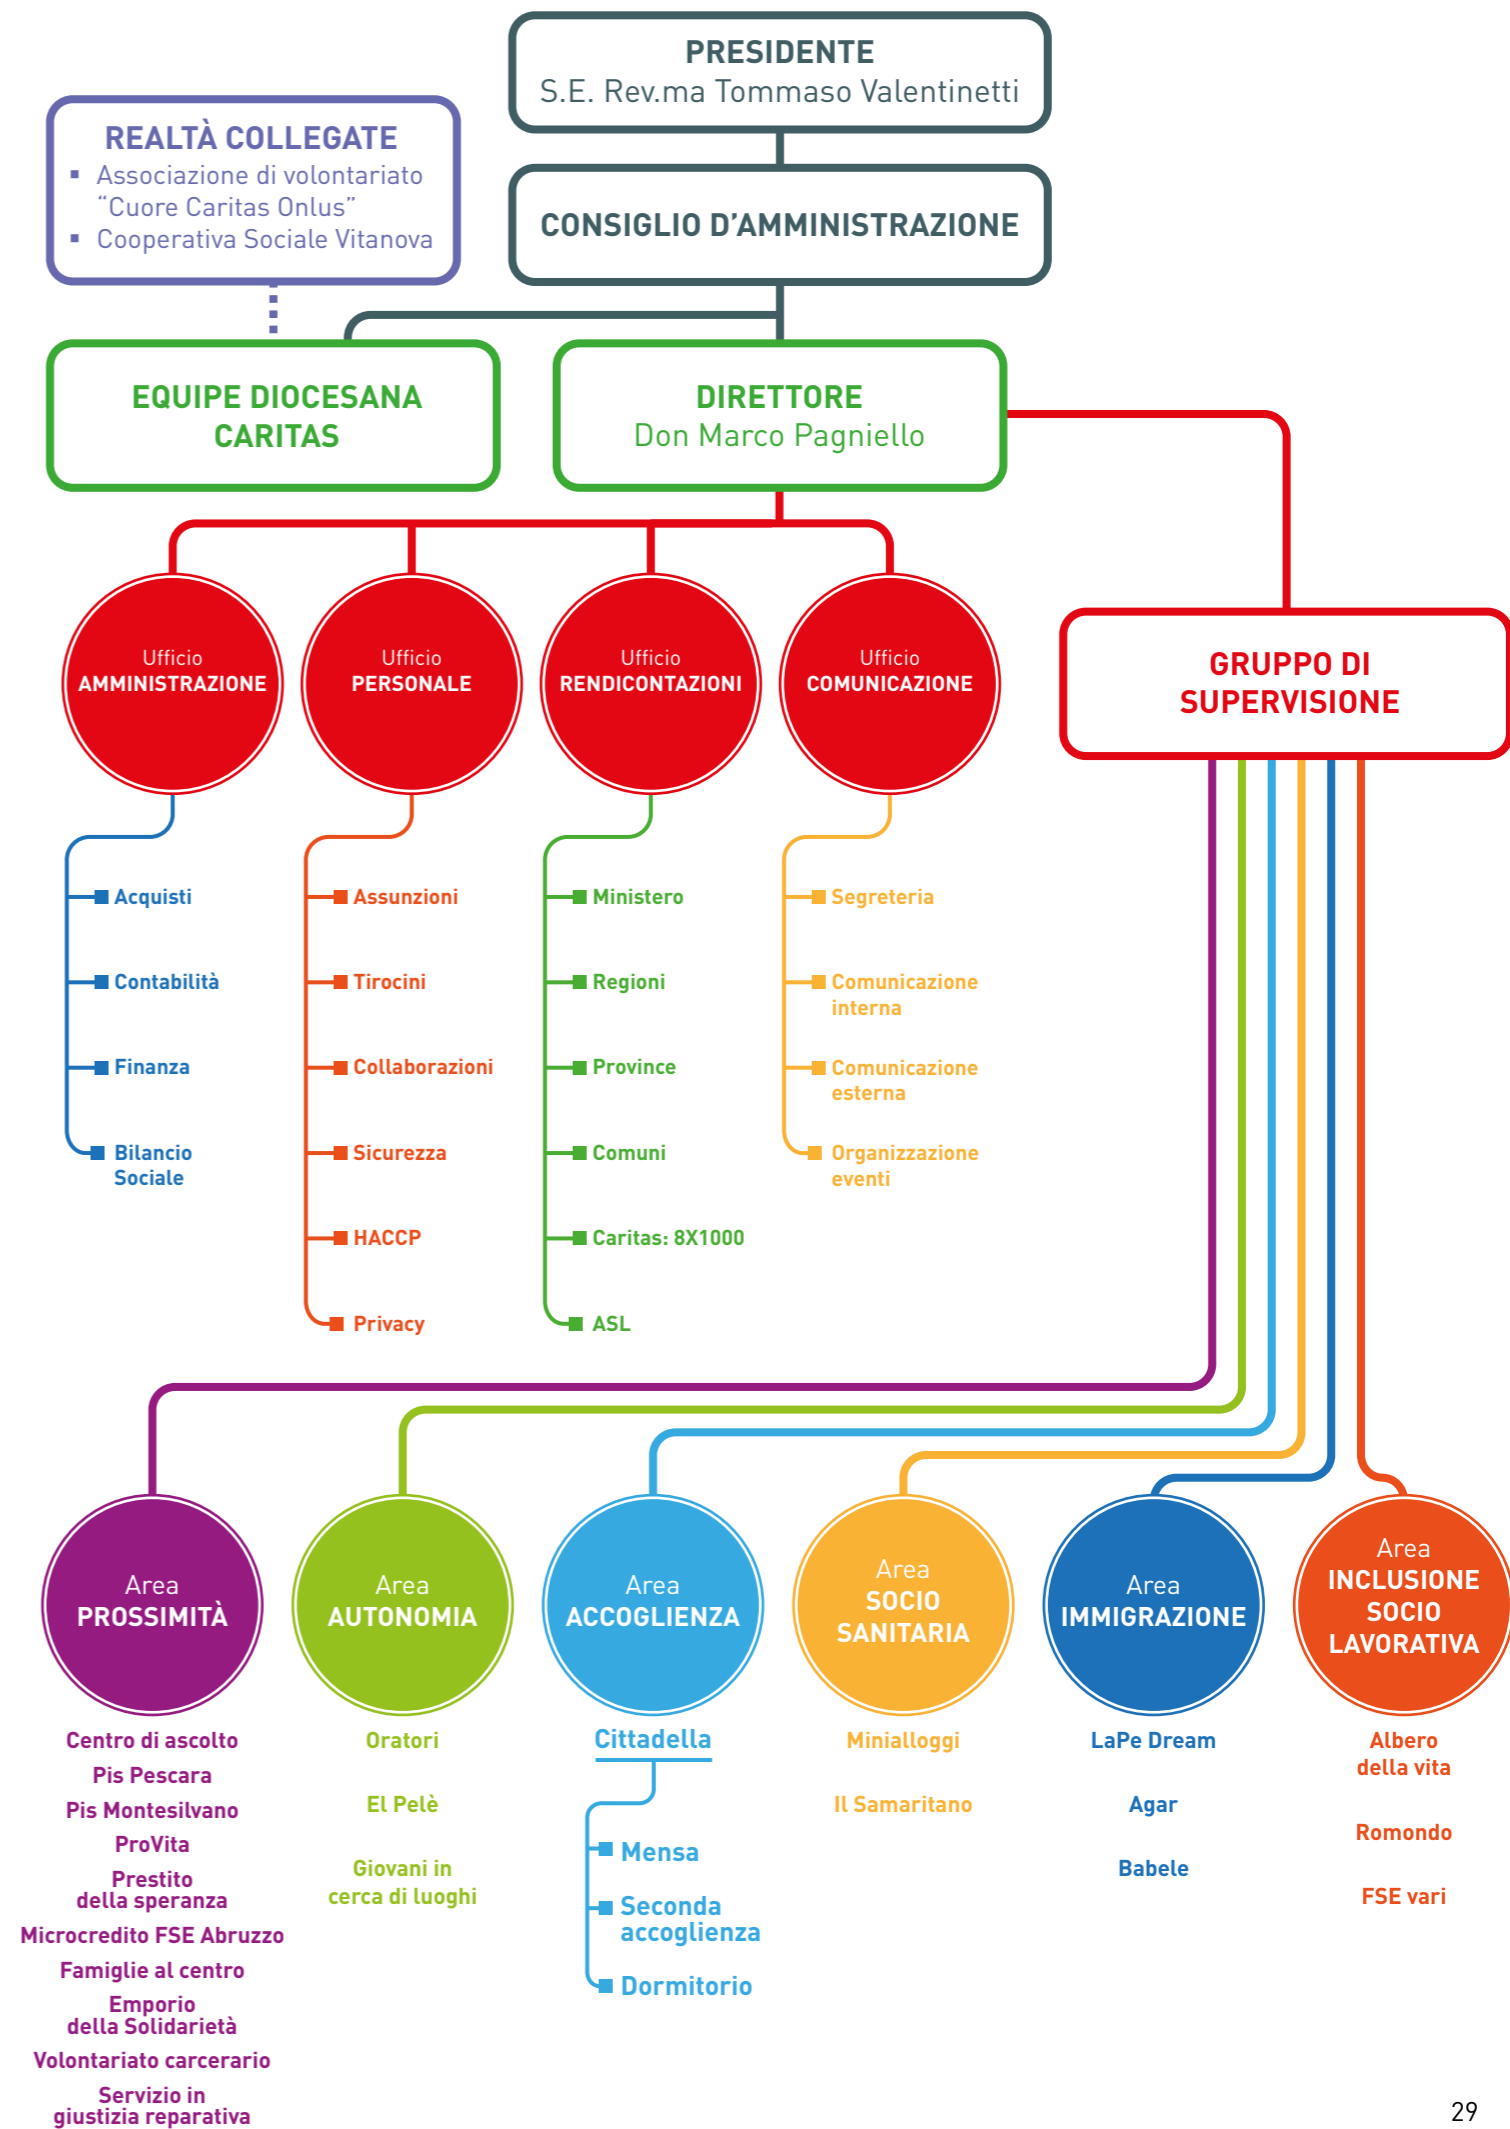 PRESIDENTE
S.E. Rev.ma Tommaso Valentinetti
REALTÀ COLLEGATE
▪ Associazione di volontariato
“Cuore Caritas Onlus”
▪ Cooperativa Sociale Vitanova
CONSIGLIO D’AMMINISTRAZIONE
EQUIPE DIOCESANA
CARITAS
DIRETTORE
Don Marco Pagniello
Ufficio
AMMINISTRAZIONE
Ufficio
PERSONALE
Ufficio
RENDICONTAZIONI
Ufficio
COMUNICAZIONE
GRUPPO DI
SUPERVISIONE
Acquisti
Contabilità
Finanza
Bilancio
Sociale
Assunzioni
Tirocini
Collaborazioni
Sicurezza
HACCP
Privacy
Ministero
Regioni
Province
Comuni
Caritas: 8X1000
ASL
Segreteria
Comunicazione
interna
Comunicazione
esterna
Organizzazione
eventi
Area
PROSSIMITÀ
Centro di ascolto
Pis Pescara
Pis Montesilvano
ProVita
Prestito
della speranza
Microcredito FSE Abruzzo
Famiglie al centro
Emporio
della Solidarietà
Volontariato carcerario
Servizio in
giustizia reparativa
Area
AUTONOMIA
Oratori
El Pelè
Giovani in
cerca di luoghi
Area
ACCOGLIENZA
Cittadella
Mensa
Seconda
accoglienza
Dormitorio
Area
SOCIO
SANITARIA
Minialloggi
Il Samaritano
Area
IMMIGRAZIONE
LaPe Dream
Agar
Babele
Area
INCLUSIONE
SOCIO
LAVORATIVA
Albero
della vita
Romondo
FSE vari
29